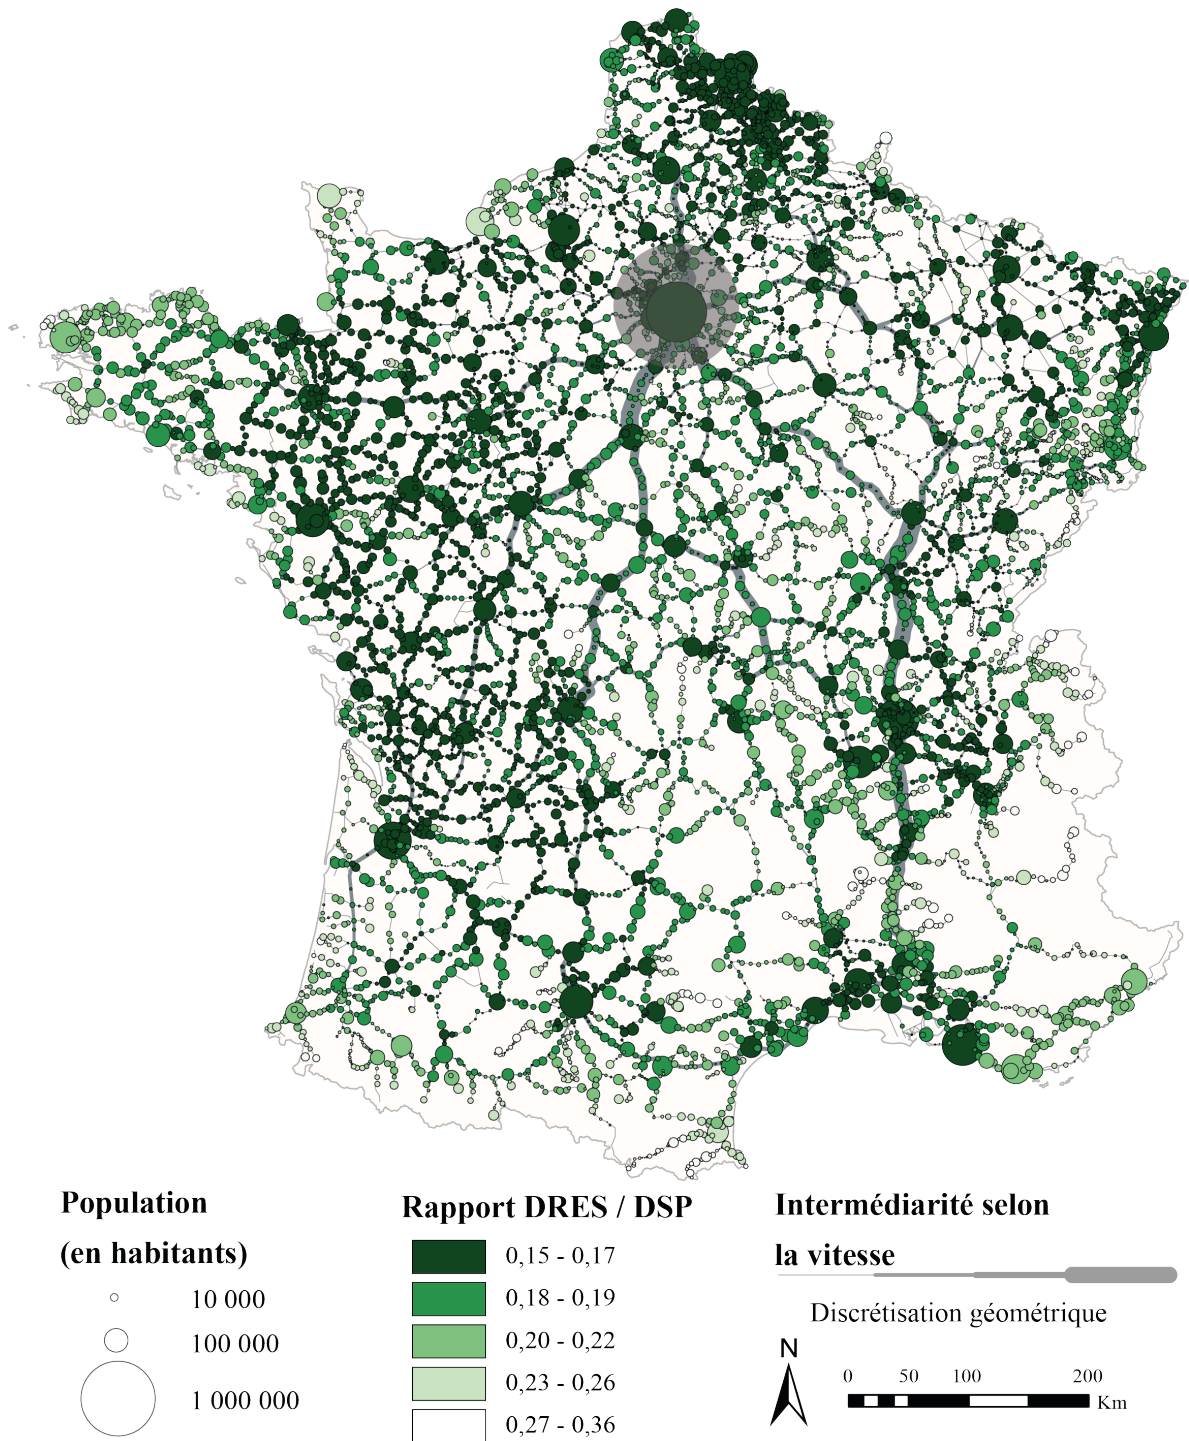 Population
(en habitants)
10 000
100 000
1 000 000
Rapport DRES / DSP
0,15 - 0,17
0,18 - 0,19
0,20 - 0,22
0,23 - 0,26
0,27 - 0,36
Intermédiarité selon
la vitesse
Discrétisation géométrique
N
0 50 100 200
Km